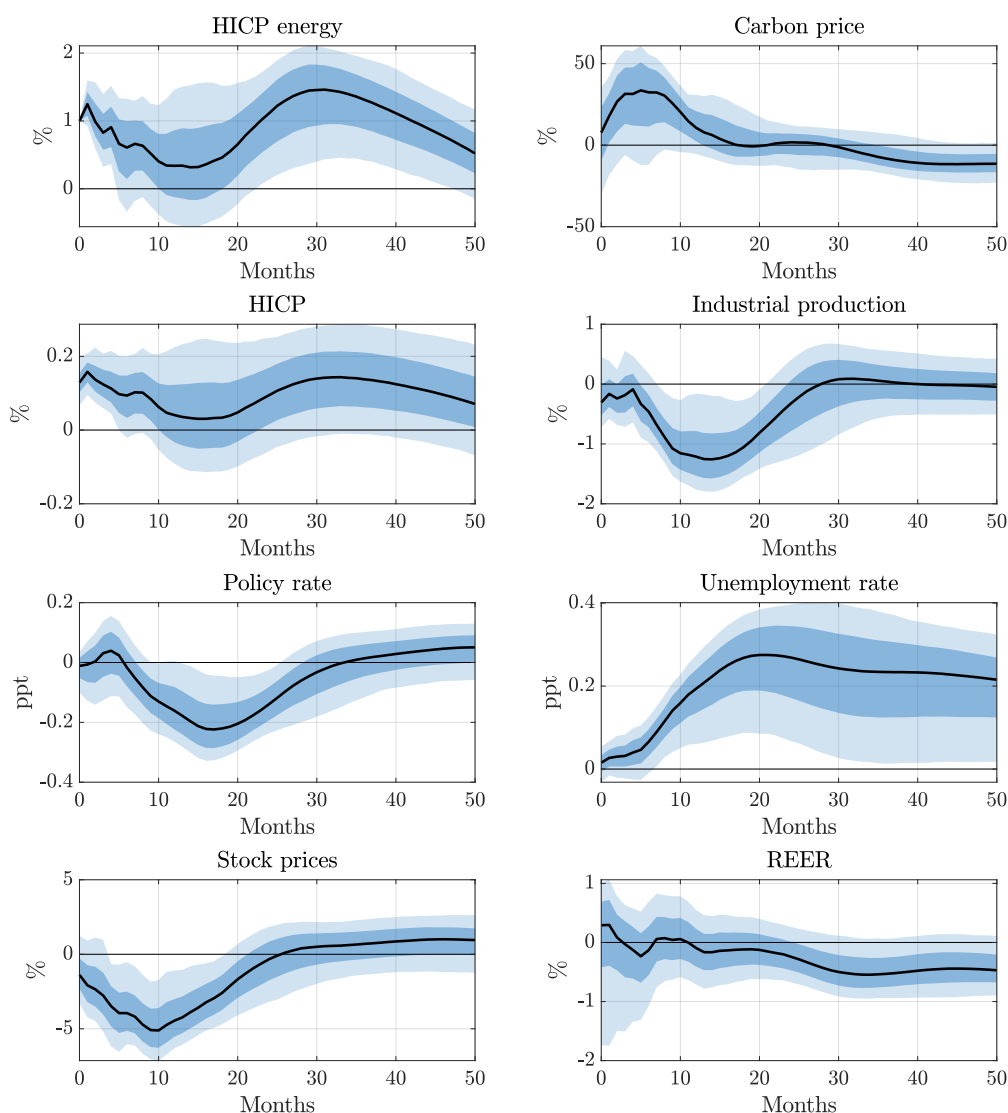 HICP energy
2
1
0
%
0 10 20 30 40 50
Months
Carbon price
50
0
-50
%
0 10 20 30 40 50
Months
HICP
0.2
0
-0.2
%
0 10 20 30 40 50
Months
Industrial production
1
0
-1
-2
%
0 10 20 30 40 50
Months
Policy rate
0.2
0
-0.2
-0.4
ppt
0 10 20 30 40 50
Months
Unemployment rate
0.4
0.2
0
ppt
0 10 20 30 40 50
Months
Stock prices
5
0
-5
%
0 10 20 30 40 50
Months
REER
1
0
-1
-2
%
0 10 20 30 40 50
Months